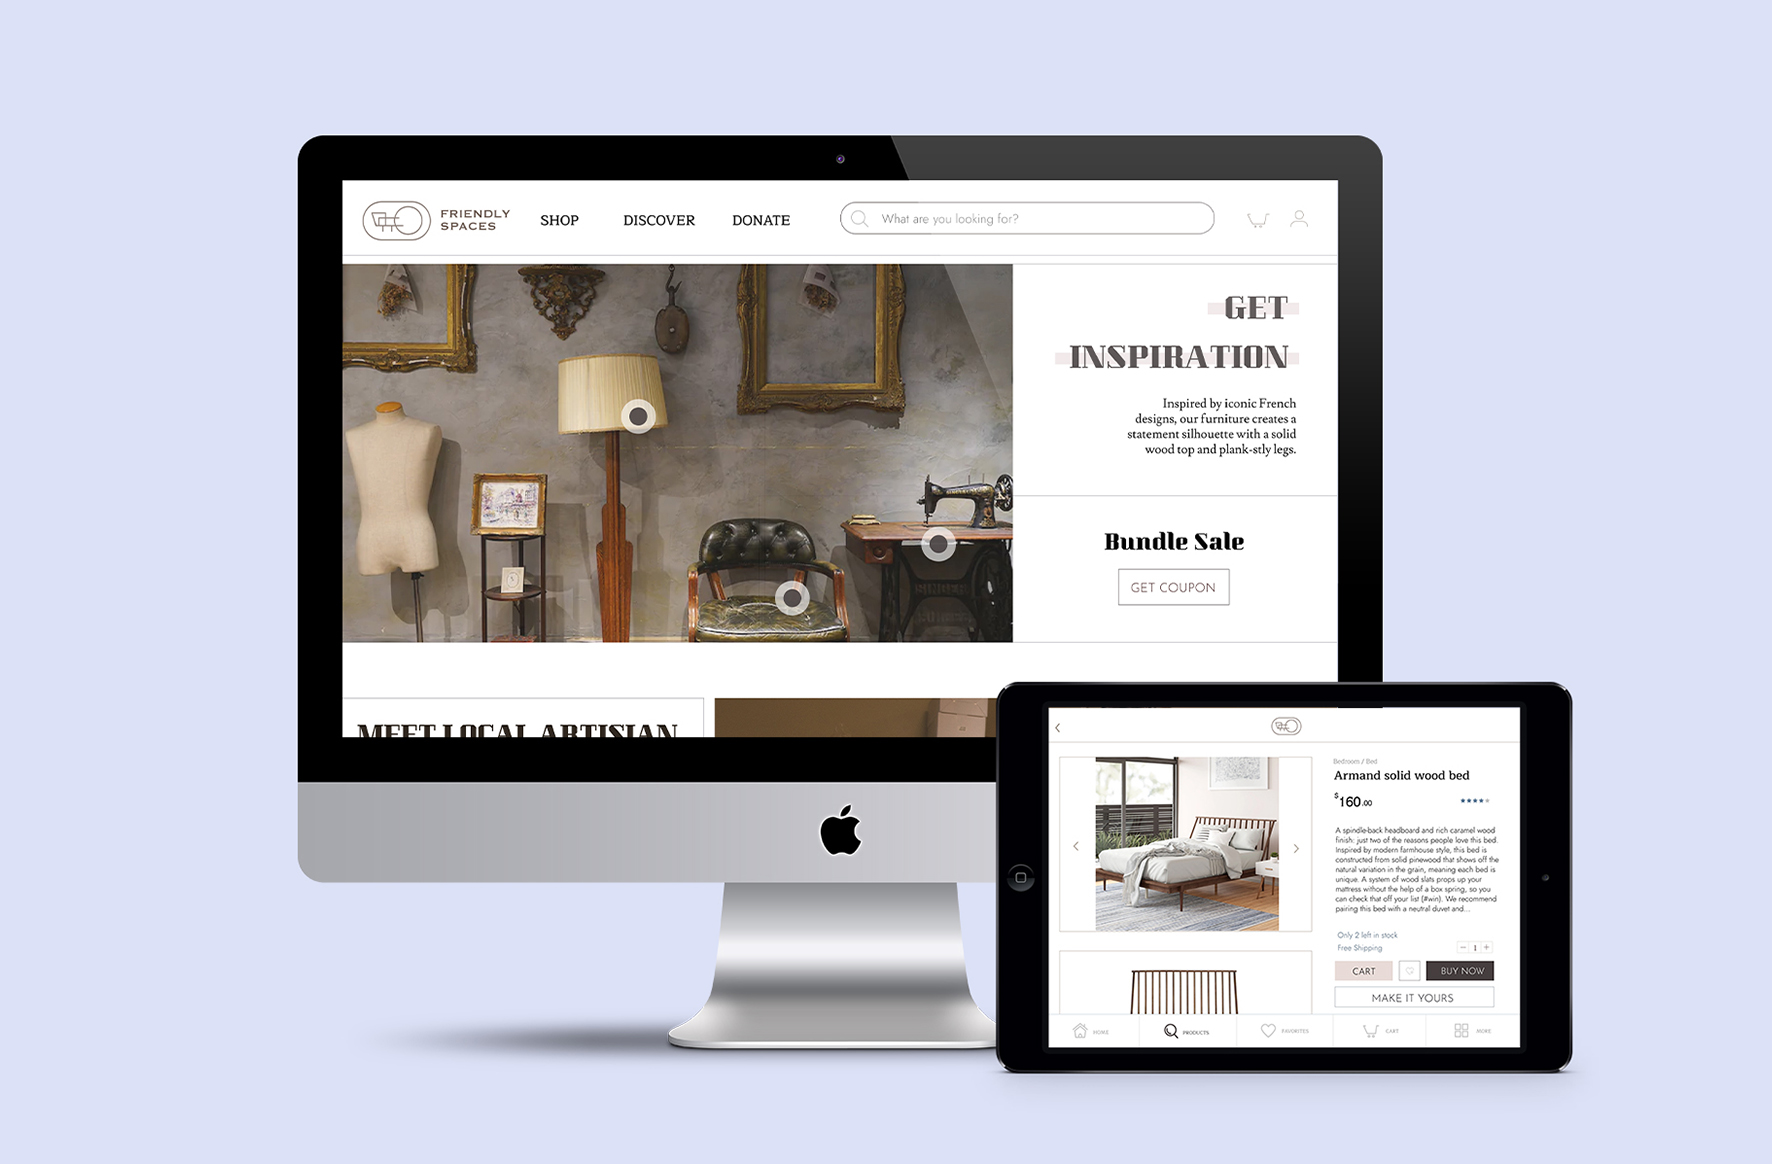 FRIENDLY
SPACES
SHOP
DISCOVER
DONATE
What are you looking for?
GET
INSPIRATION
Inspired by iconic French
designs, our furniture creates a
statement silhouette with a solid
wood top and plank-stly legs.
Bundle Sale
GET COUPON
SINGER
MEET LOCAL ARTISIAN
Bedroom / Bed
Armand solid wood bed
$160.00
A spindle-back headboard and rich caramel wood
finish: just two of the reasons people love this bed.
Inspired by modern farmhouse style, this bed is
constructed from solid pinewood that shows off the
natural variation in the grain, meaning each bed is
unique. A system of wood slats props up your
mattress without the help of a box spring, so you
can check that off your list (#win). We recommend
pairing this bed with a neutral duvet and...
Only 2 left in stock
Free Shipping
− 1 +
CART
BUY NOW
MAKE IT YOURS
HOME
PRODUCTS
FAVORITES
CART
MORE